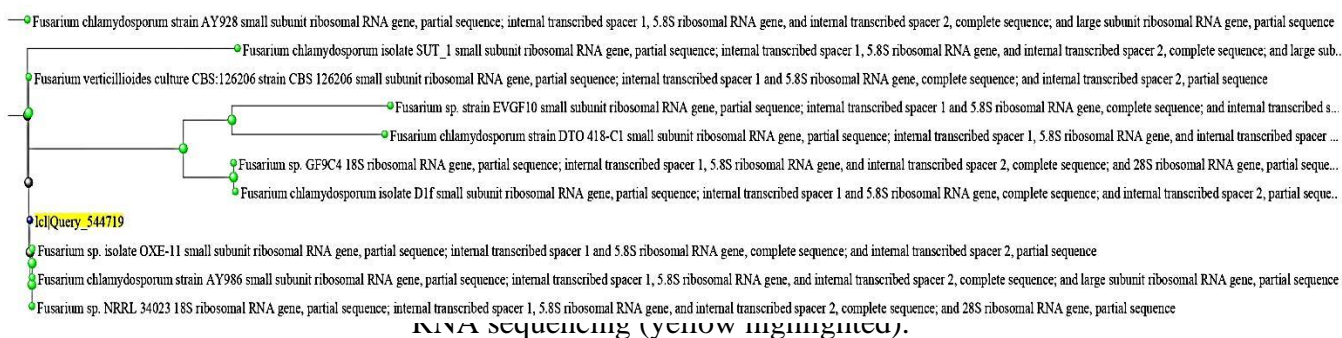 Fusarium chlamydosporum strain AY928 small subunit ribosomal RNA gene, partial sequence; internal transcribed spacer 1, 5.8S ribosomal RNA gene, and internal transcribed spacer 2, complete sequence; and large subunit ribosomal RNA gene, partial sequence
Fusarium chlamydosporum isolate SUT_1 small subunit ribosomal RNA gene, partial sequence; internal transcribed spacer 1, 5.8S ribosomal RNA gene, and internal transcribed spacer 2, complete sequence; and large sub...
Fusarium verticillioides culture CBS:126206 strain CBS 126206 small subunit ribosomal RNA gene, partial sequence; internal transcribed spacer 1 and 5.8S ribosomal RNA gene, complete sequence; and internal transcribed spacer 2, partial sequence
Fusarium sp. strain EVGF10 small subunit ribosomal RNA gene, partial sequence; internal transcribed spacer 1 and 5.8S ribosomal RNA gene, complete sequence; and internal transcribed s...
Fusarium chlamydosporum strain DTO 418-C1 small subunit ribosomal RNA gene, partial sequence; internal transcribed spacer 1, 5.8S ribosomal RNA gene, and internal transcribed spacer ...
Fusarium sp. GF9C4 18S ribosomal RNA gene, partial sequence; internal transcribed spacer 1, 5.8S ribosomal RNA gene, and internal transcribed spacer 2, complete sequence; and 28S ribosomal RNA gene, partial seque...
Fusarium chlamydosporum isolate D1f small subunit ribosomal RNA gene, partial sequence; internal transcribed spacer 1 and 5.8S ribosomal RNA gene, complete sequence; and internal transcribed spacer 2, partial seque...
lcl|Query_544719
Fusarium sp. isolate OXE-11 small subunit ribosomal RNA gene, partial sequence; internal transcribed spacer 1 and 5.8S ribosomal RNA gene, complete sequence; and internal transcribed spacer 2, partial sequence
Fusarium chlamydosporum strain AY986 small subunit ribosomal RNA gene, partial sequence; internal transcribed spacer 1, 5.8S ribosomal RNA gene, and internal transcribed spacer 2, complete sequence; and large subunit ribosomal RNA gene, partial sequence
Fusarium sp. NRRL 34023 18S ribosomal RNA gene, partial sequence; internal transcribed spacer 1, 5.8S ribosomal RNA gene, and internal transcribed spacer 2, complete sequence; and 28S ribosomal RNA gene, partial sequence
RNA sequencing (yellow highlighted).